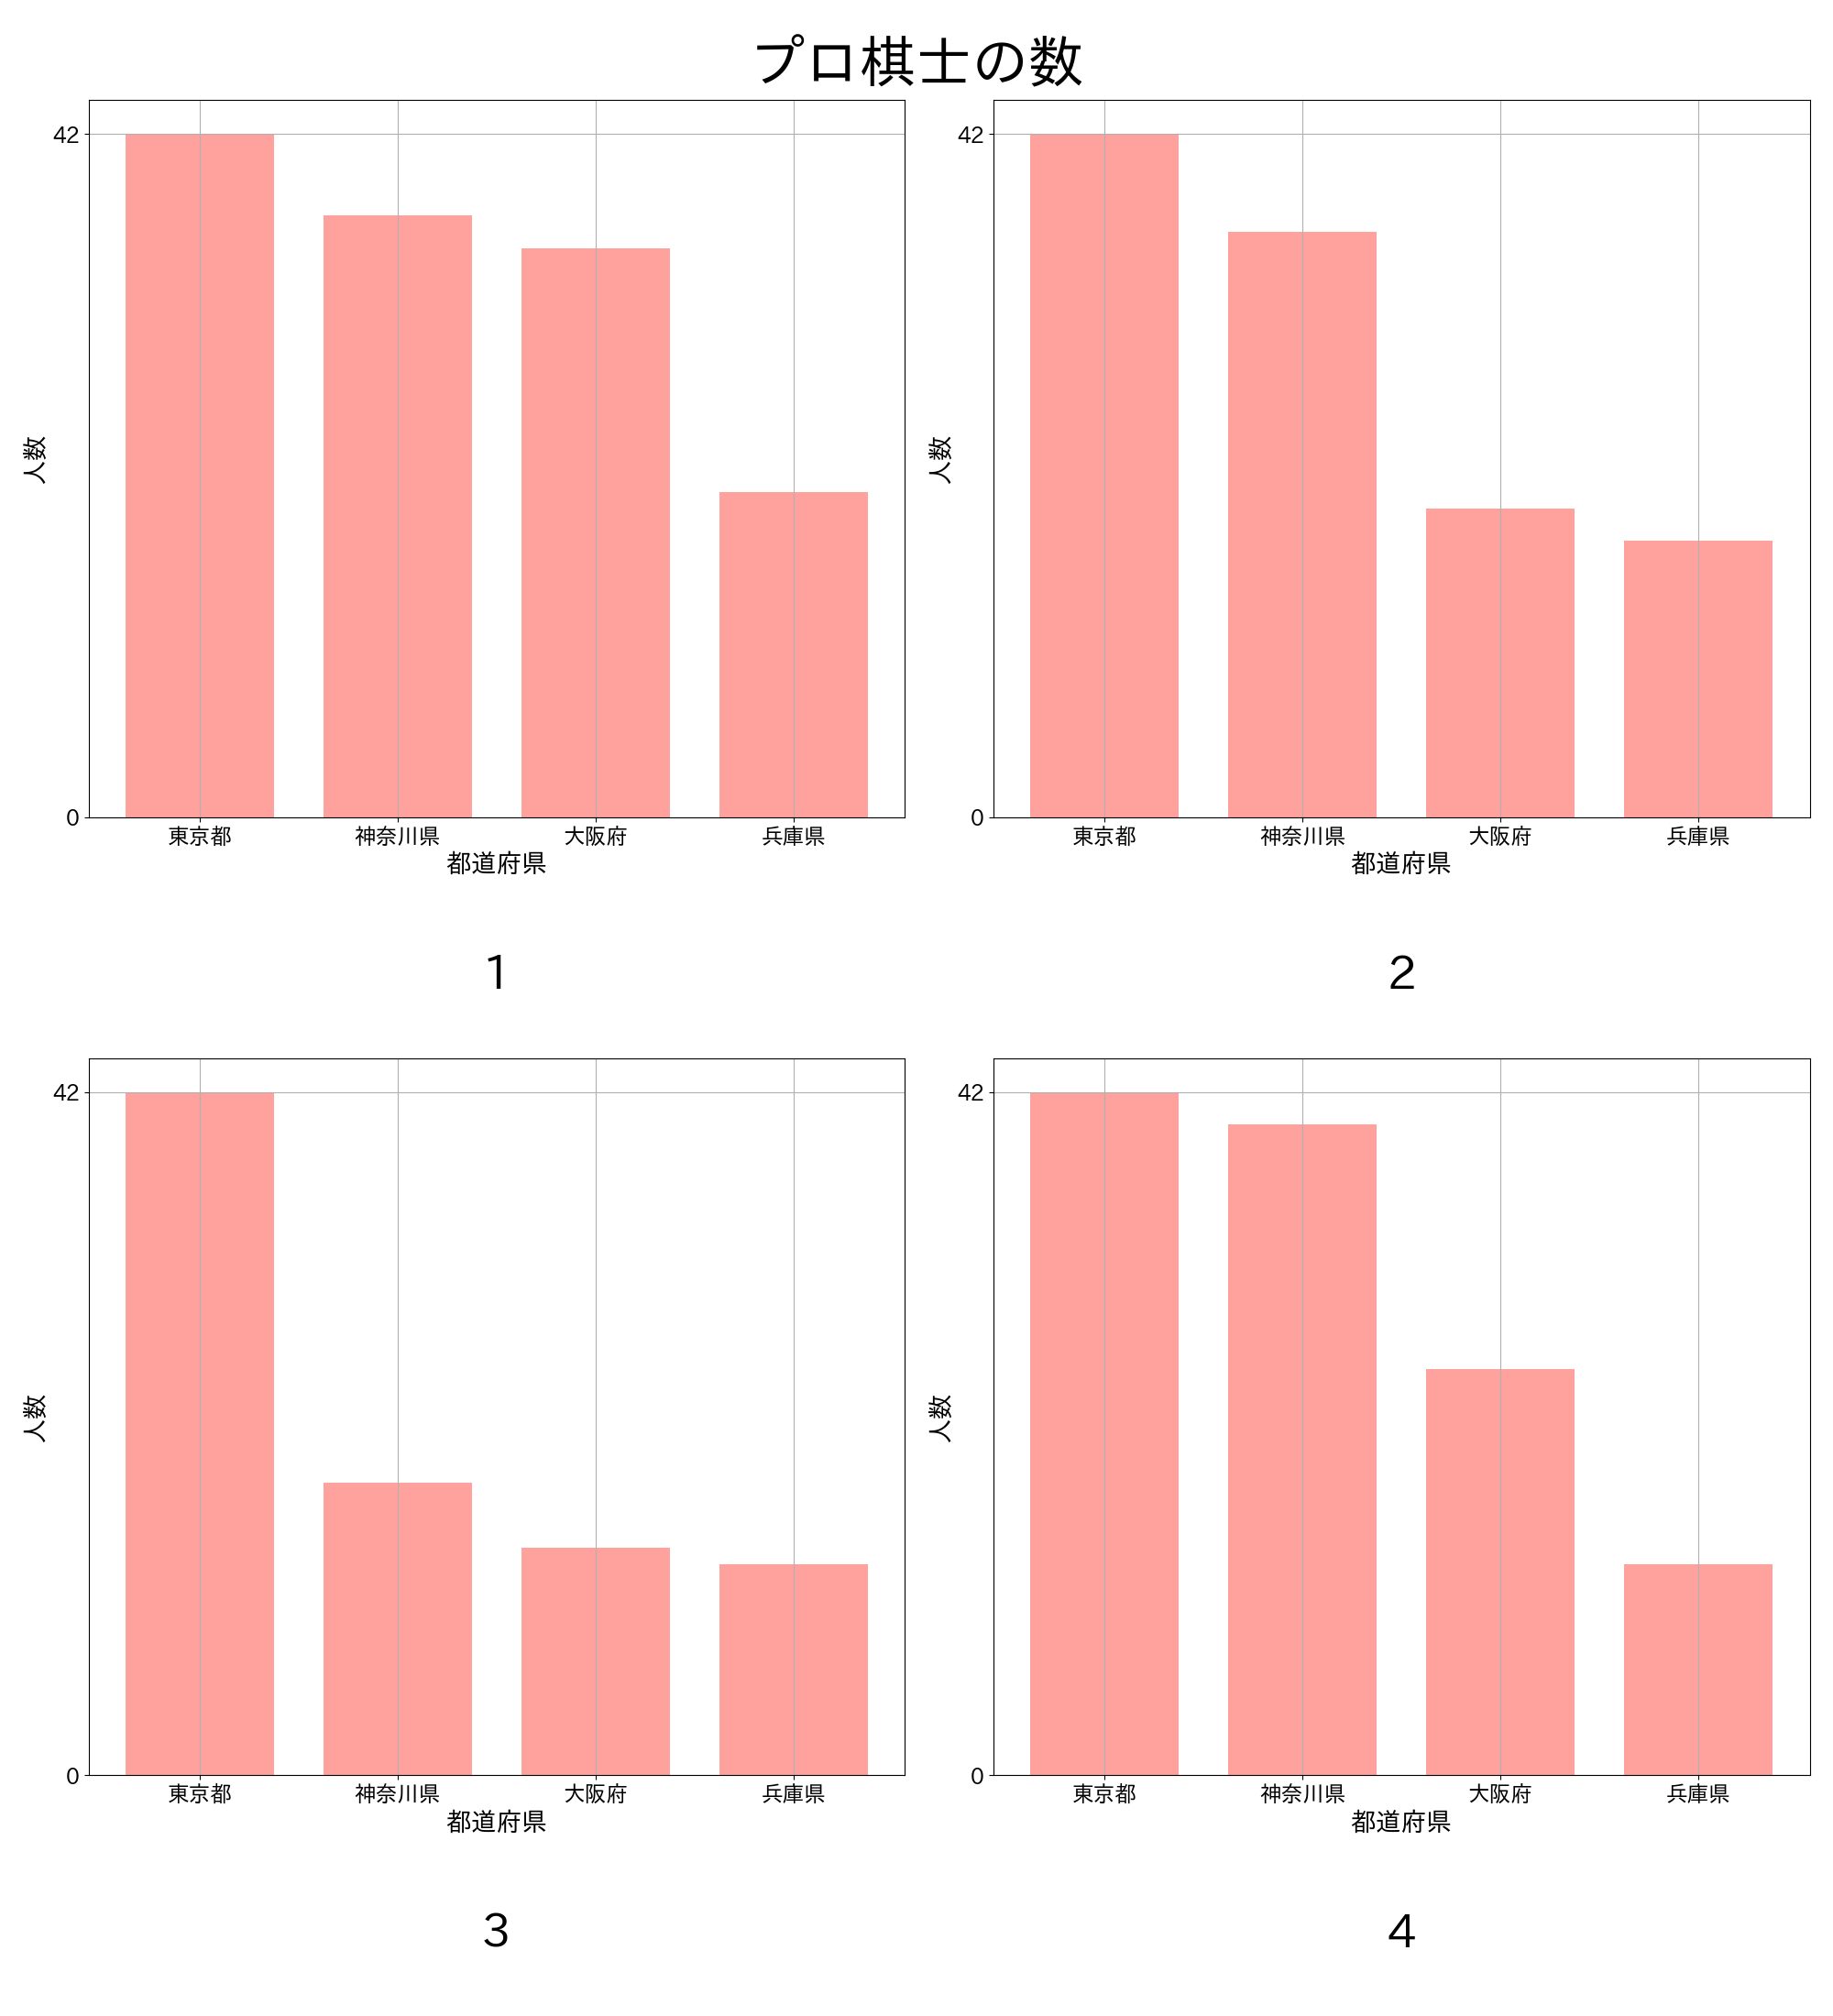 プロ棋士の数
42
人数
0
東京都 神奈川県 大阪府 兵庫県
都道府県
1
42
人数
0
東京都 神奈川県 大阪府 兵庫県
都道府県
2
42
人数
0
東京都 神奈川県 大阪府 兵庫県
都道府県
3
42
人数
0
東京都 神奈川県 大阪府 兵庫県
都道府県
4